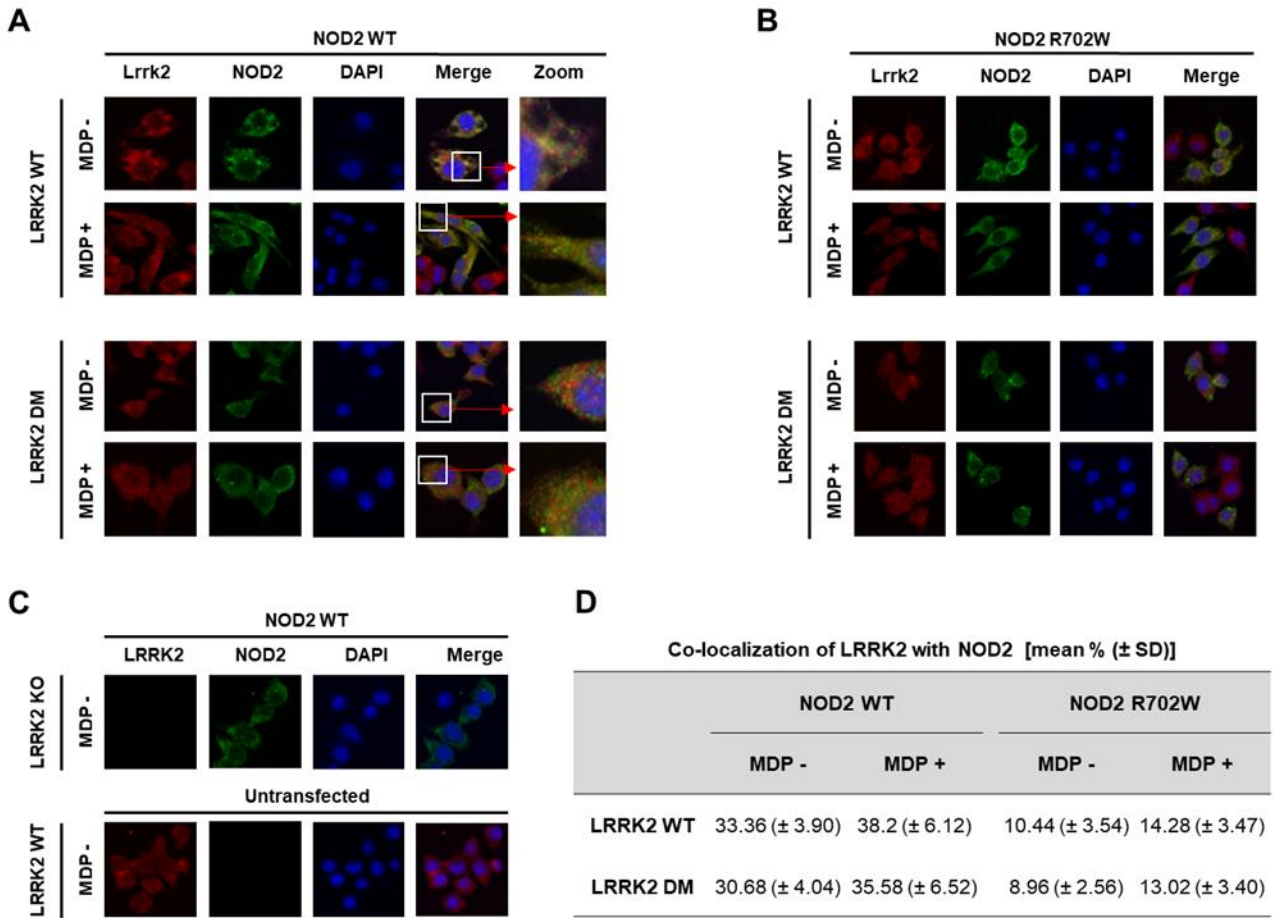 A
NOD2 WT
Lrrk2 NOD2 DAPI Merge Zoom
LRRK2 WT
MDP -
MDP +
LRRK2 DM
MDP -
MDP +
B
NOD2 R702W
Lrrk2 NOD2 DAPI Merge
LRRK2 WT
MDP -
MDP +
LRRK2 DM
MDP -
MDP +
C
NOD2 WT
LRRK2 NOD2 DAPI Merge
LRRK2 KO
MDP -
Untransfected
LRRK2 WT
MDP -
D
Co-localization of LRRK2 with NOD2 [mean % (± SD)]
NOD2 WT NOD2 R702W
MDP - MDP + MDP - MDP +
LRRK2 WT 33.36 (± 3.90) 38.2 (± 6.12) 10.44 (± 3.54) 14.28 (± 3.47)
LRRK2 DM 30.68 (± 4.04) 35.58 (± 6.52) 8.96 (± 2.56) 13.02 (± 3.40)